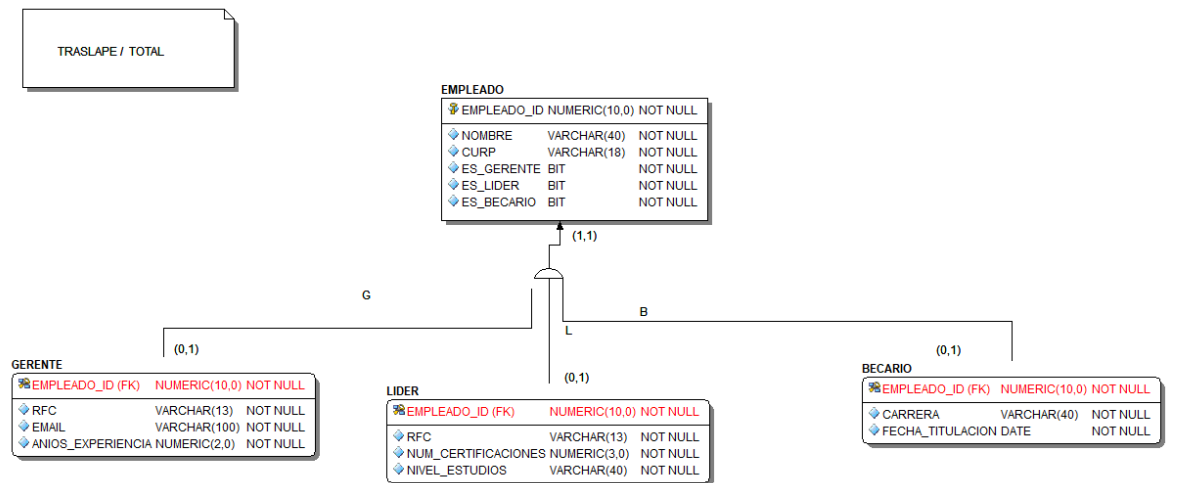 TRASLAPE / TOTAL
EMPLEADO
EMPLEADO_ID NUMERIC(10,0) NOT NULL
NOMBRE VARCHAR(40) NOT NULL
CURP VARCHAR(18) NOT NULL
ES_GERENTE BIT NOT NULL
ES_LIDER BIT NOT NULL
ES_BECARIO BIT NOT NULL
(1,1)
G
B
L
(0,1)
(0,1)
(0,1)
GERENTE
EMPLEADO_ID (FK) NUMERIC(10,0) NOT NULL
RFC VARCHAR(13) NOT NULL
EMAIL VARCHAR(100) NOT NULL
ANIOS_EXPERIENCIA NUMERIC(2,0) NOT NULL
LIDER
EMPLEADO_ID (FK) NUMERIC(10,0) NOT NULL
RFC VARCHAR(13) NOT NULL
NUM_CERTIFICACIONES NUMERIC(3,0) NOT NULL
NIVEL_ESTUDIOS VARCHAR(40) NOT NULL
BECARIO
EMPLEADO_ID (FK) NUMERIC(10,0) NOT NULL
CARRERA VARCHAR(40) NOT NULL
FECHA_TITULACION DATE NOT NULL